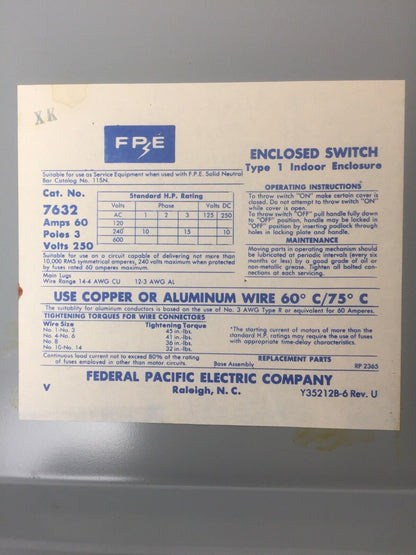 XK
FPE
ENCLOSED SWITCH
Type 1 Indoor Enclosure
Suitable for use as Service Equipment when used with F.P.E. Solid Neutral
Bar Catalog No. 115N.
Cat. No.
7632
Amps 60
Poles 3
Volts 250
Standard H.P. Rating
Volts Phase Volts DC
AC 1 2 3 125 250
120
240 10 15 10
600
Suitable for use on a circuit capable of delivering not more than
10,000 RMS symmetrical amperes, 240 volts maximum when protected
by fuses rated 60 amperes maximum.
Main Lugs
Wire Range 14-4 AWG CU 12-3 AWG AL
OPERATING INSTRUCTIONS
To throw switch "ON" make certain cover is
closed. Do not attempt to throw switch "ON"
while cover is open.
To throw switch "OFF" pull handle fully down
to "OFF" position, handle may be locked in
"OFF" position by inserting padlock through
holes in locking plate and handle.
MAINTENANCE
Moving parts in operating mechanism should
be lubricated at periodic intervals (every six
months or less) by a good grade of oil or
non-metallic grease. Tighten all bolted con-
nections at each servicing.
USE COPPER OR ALUMINUM WIRE 60° C/75° C
The suitability for aluminum conductors is based on the use of No. 3 AWG Type R or equivalent for 60 Amperes.
TIGHTENING TORQUES FOR WIRE CONNECTORS
Wire Size Tightening Torque
No. 1-No. 3 45 in.-lbs.
No. 4-No. 6 41 in.-lbs.
No. 8 36 in.-lbs.
No. 10-No. 14 32 in.-lbs.
*The starting current of motors of more than the
standard H.P. ratings may require the use of fuses
with appropriate time-delay characteristics.
Continuous load current not to exceed 80% of the rating
of fuses employed in other than motor circuits.
REPLACEMENT PARTS
Base Assembly RP 2365
FEDERAL PACIFIC ELECTRIC COMPANY
V Raleigh, N. C. Y35212B-6 Rev. U